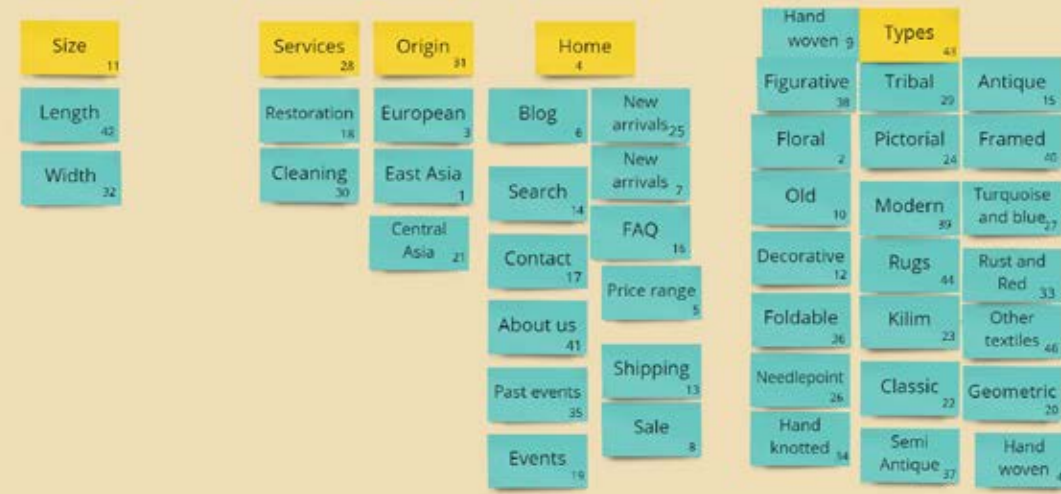 Size
11
Length
42
Width
32
Services
28
Restoration
18
Cleaning
30
Origin
31
European
3
East Asia
1
Central
Asia 21
Home
4
Blog
6
Search
14
Contact
17
About us
41
Past events
35
Events
19
New
arrivals 25
New
arrivals 7
FAQ
16
Price range
5
Shipping
13
Sale
8
Hand
woven 9
Figurative
38
Floral
2
Old
10
Decorative
12
Foldable
36
Needlepoint
26
Hand
knotted 34
Types
43
Tribal
29
Pictorial
24
Modern
39
Rugs
44
Kilim
23
Classic
22
Semi
Antique 37
Antique
15
Framed
40
Turquoise
and blue 27
Rust and
Red 33
Other
textiles 46
Geometric
20
Hand
woven